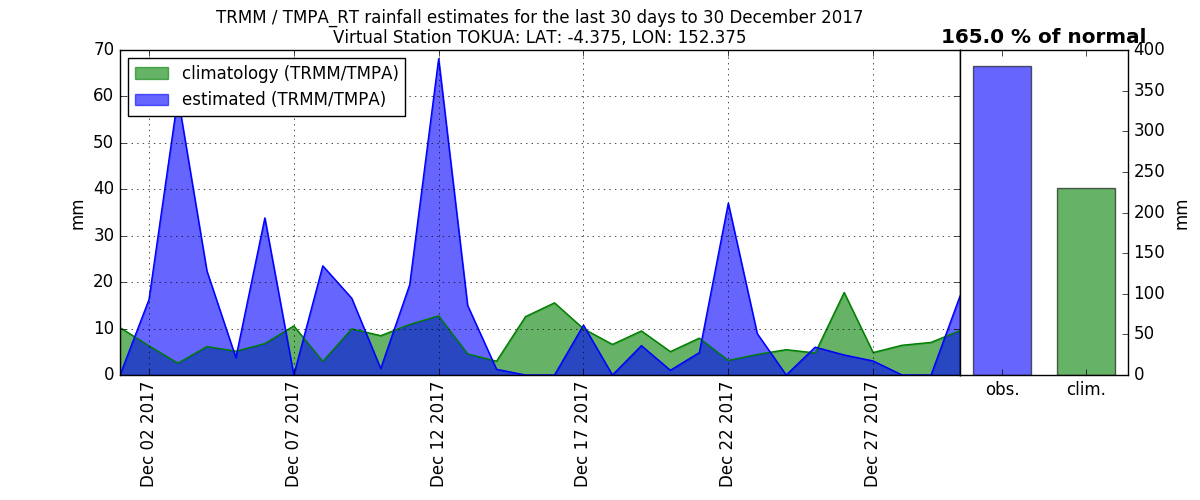 TRMM / TMPA_RT rainfall estimates for the last 30 days to 30 December 2017
Virtual Station TOKUA: LAT: -4.375, LON: 152.375
165.0 % of normal
climatology (TRMM/TMPA)
estimated (TRMM/TMPA)
70
60
50
40
30
20
10
0
mm
Dec 02 2017
Dec 07 2017
Dec 12 2017
Dec 17 2017
Dec 22 2017
Dec 27 2017
400
350
300
250
200
150
100
50
0
mm
obs.
clim.